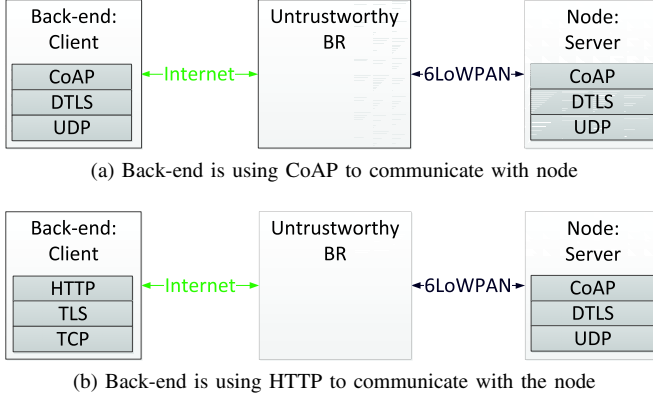 Back-end:
Client
CoAP
DTLS
UDP
Internet
Untrustworthy
BR
6LoWPAN
Node:
Server
CoAP
DTLS
UDP
(a) Back-end is using CoAP to communicate with node
Back-end:
Client
HTTP
TLS
TCP
Internet
Untrustworthy
BR
6LoWPAN
Node:
Server
CoAP
DTLS
UDP
(b) Back-end is using HTTP to communicate with the node